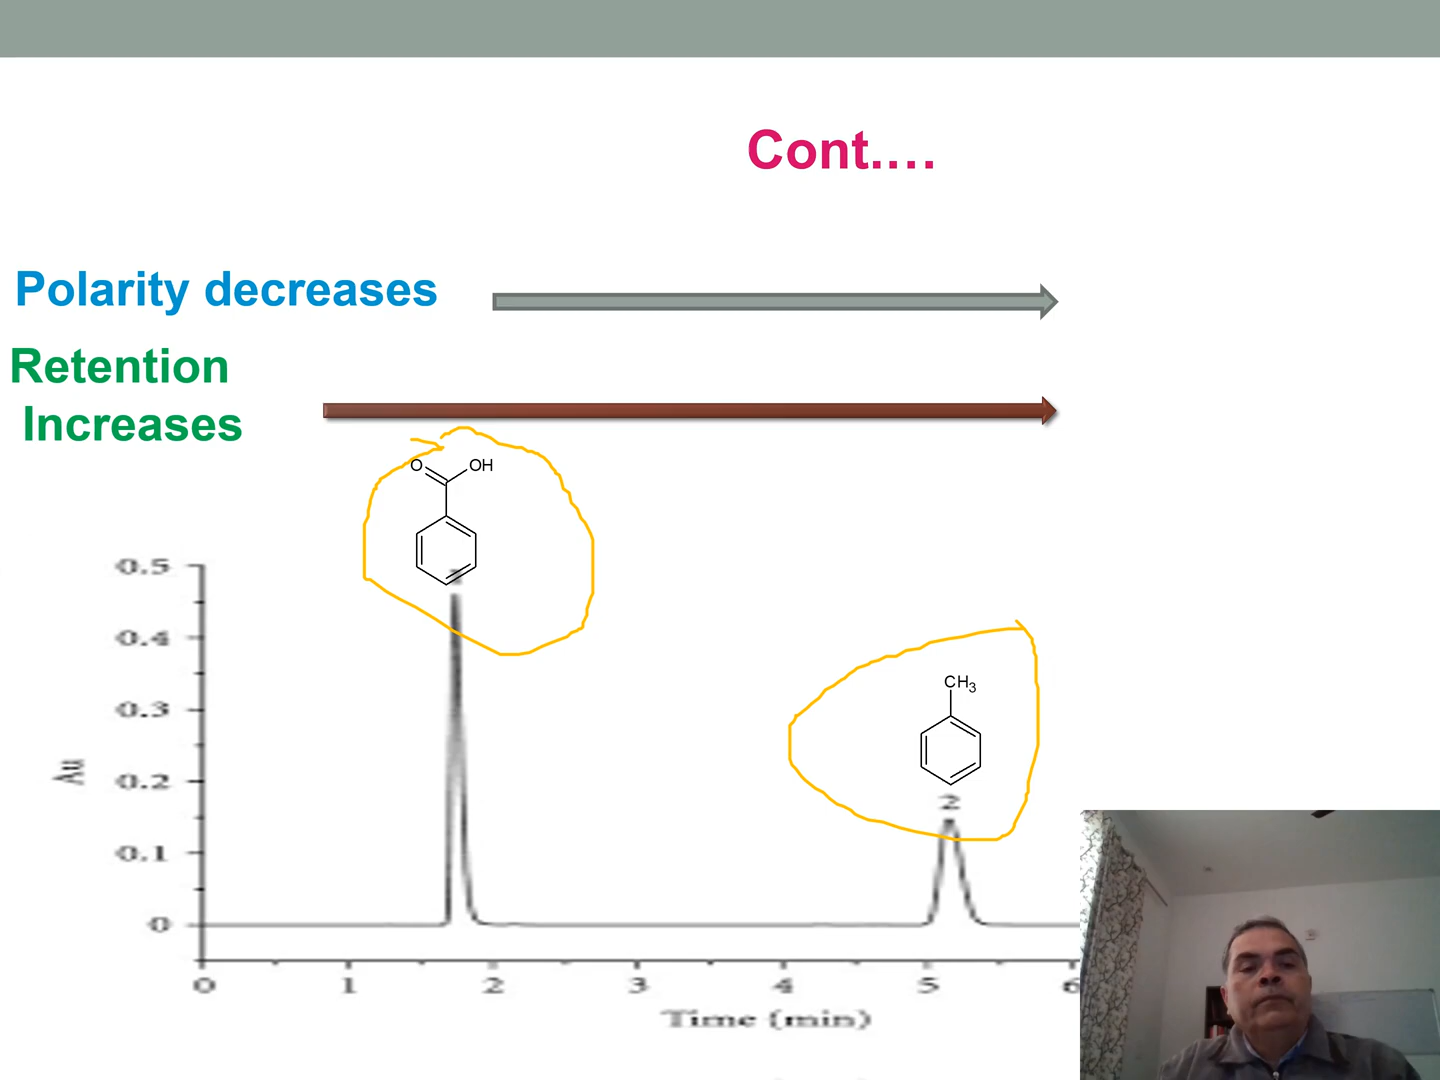 Cont.…
Polarity decreases
Retention
Increases
O
OH
0.5
0.4
0.3
0.2
0.1
0
CH3
2
Au
0
1
2
3
4
5
6
Time (min)